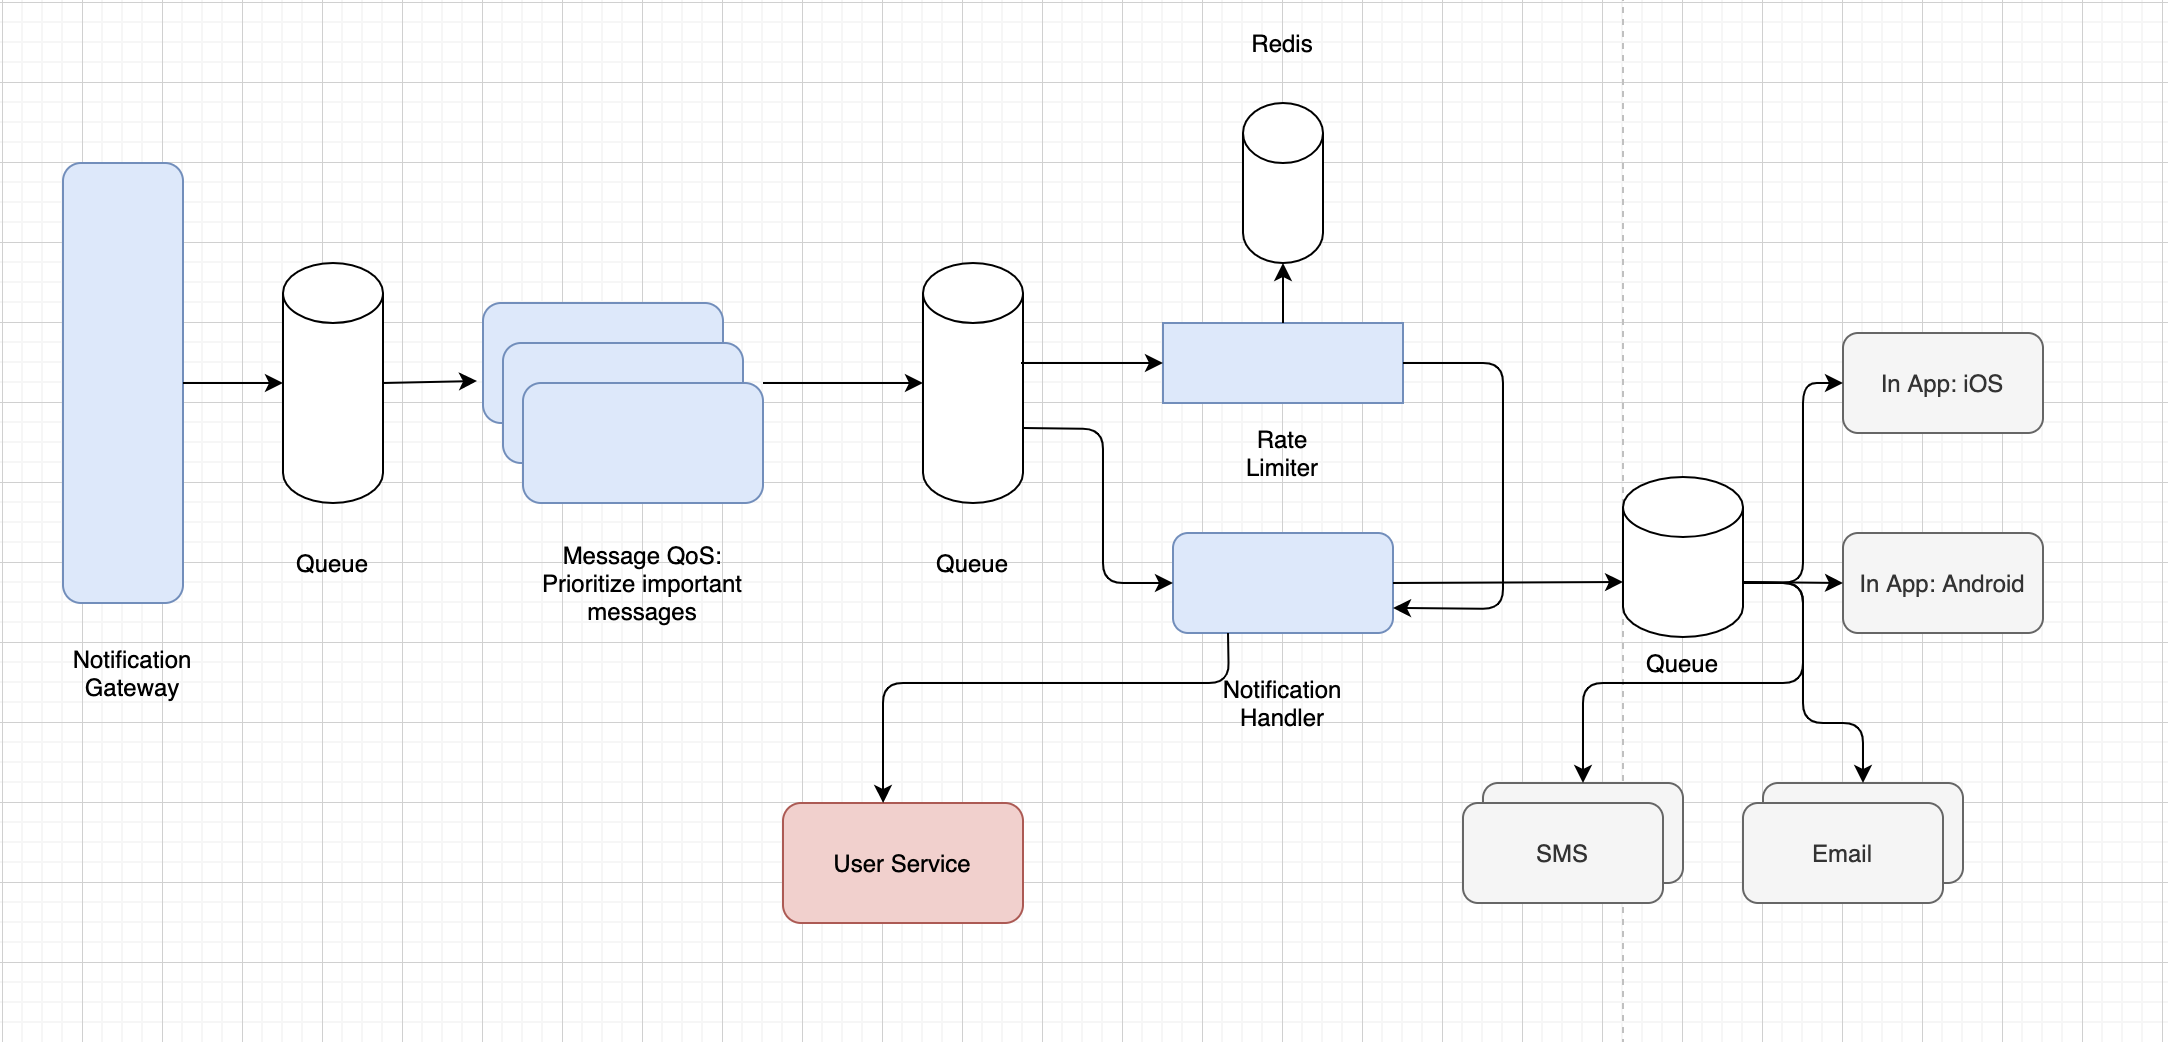 Redis
In App: iOS
Rate
Limiter
Queue
Message QoS:
Prioritize important
messages
Queue
In App: Android
Notification
Gateway
Queue
Notification
Handler
User Service
SMS
Email